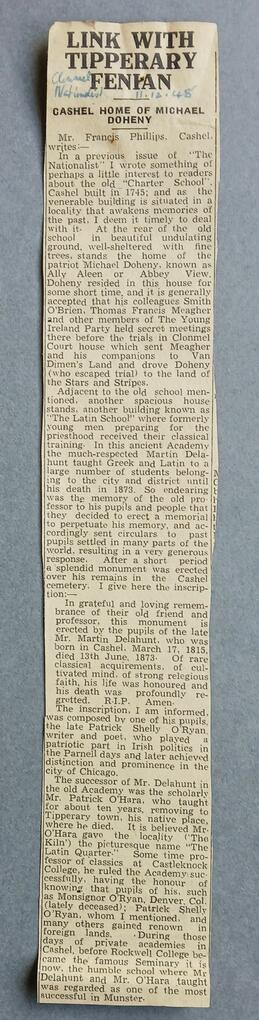 LINK WITH
TIPPERARY
FENIAN
Nationalist 11.12.48
CASHEL HOME OF MICHAEL
DOHENY
Mr. Francis Phillips, Cashel,
writes:—
In a previous issue of "The
Nationalist" I wrote something of
perhaps a little interest to readers
about the old "Charter School,"
Cashel built in 1745; and as the
venerable building is situated in a
locality that awakens memories of
the past, I deem it timely to deal
with it. At the rear of the old
school in beautiful undulating
ground, well-sheltered with fine
trees, stands the home of the
patriot Michael Doheny, known as
Ally Aleen or Abbey View.
Doheny resided in this house for
some short time, and it is generally
accepted that his colleagues Smith
O'Brien, Thomas Francis Meagher
and other members of The Young
Ireland Party held secret meetings
there before the trials in Clonmel
Court house which sent Meagher
and his companions to Van
Dimen's Land and drove Doheny
(who escaped trial) to the land of
the Stars and Stripes.
Adjacent to the old school men-
tioned, another spacious house
stands, another building known as
"The Latin School" where formerly
young men preparing for the
priesthood received their classical
training. In this ancient Academy
the much-respected Martin Dela-
hunt taught Greek and Latin to a
large number of students belong-
ing to the city and district until
his death in 1873. So endearing
was the memory of the old pro-
fessor to his pupils and people that
they decided to erect a memorial
to perpetuate his memory, and ac-
cordingly sent circulars to past
pupils settled in many parts of the
world, resulting in a very generous
response. After a short period
a splendid monument was erected
over his remains in the Cashel
cemetery. I give here the inscrip-
tion:—
In grateful and loving remem-
brance of their old friend and
professor, this monument is
erected by the pupils of the late
Mr. Martin Delahunt, who was
born in Cashel, March 17, 1815,
died 13th June, 1873. Of rare
classical acquirements, of cul-
tivated mind, of strong relegious
faith, his life was honoured and
his death was profoundly re-
gretted. R.I.P. Amen.
The inscription, I am informed,
was composed by one of his pupils,
the late Patrick Shelly O'Ryan,
writer and poet, who played a
patriotic part in Irish politics in
the Parnell days and later achieved
distinction and prominence in the
city of Chicago.
The successor of Mr. Delahunt in
the old Academy was the scholarly
Mr. Patrick O'Hara, who taught
for about ten years, removing to
Tipperary town, his native place,
where he died. It is believed Mr.
O'Hara gave the locality ('The
Kiln') the picturesque name "The
Latin Quarter." Some time pro-
fessor of classics at Castleknock
College, he ruled the Academy suc-
cessfully, having the honour of
knowing that pupils of his, such
as Monsignor O'Ryan, Denver, Col.
(lately deceased); Patrick Shelly
O'Ryan, whom I mentioned, and
many others gained renown in
foreign lands. During those
days of private academies in
Cashel, before Rockwell College be-
came the famous Seminary it is
now, the humble school where Mr
Delahunt and Mr. O'Hara taught
was regarded as one of the most
successful in Munster.